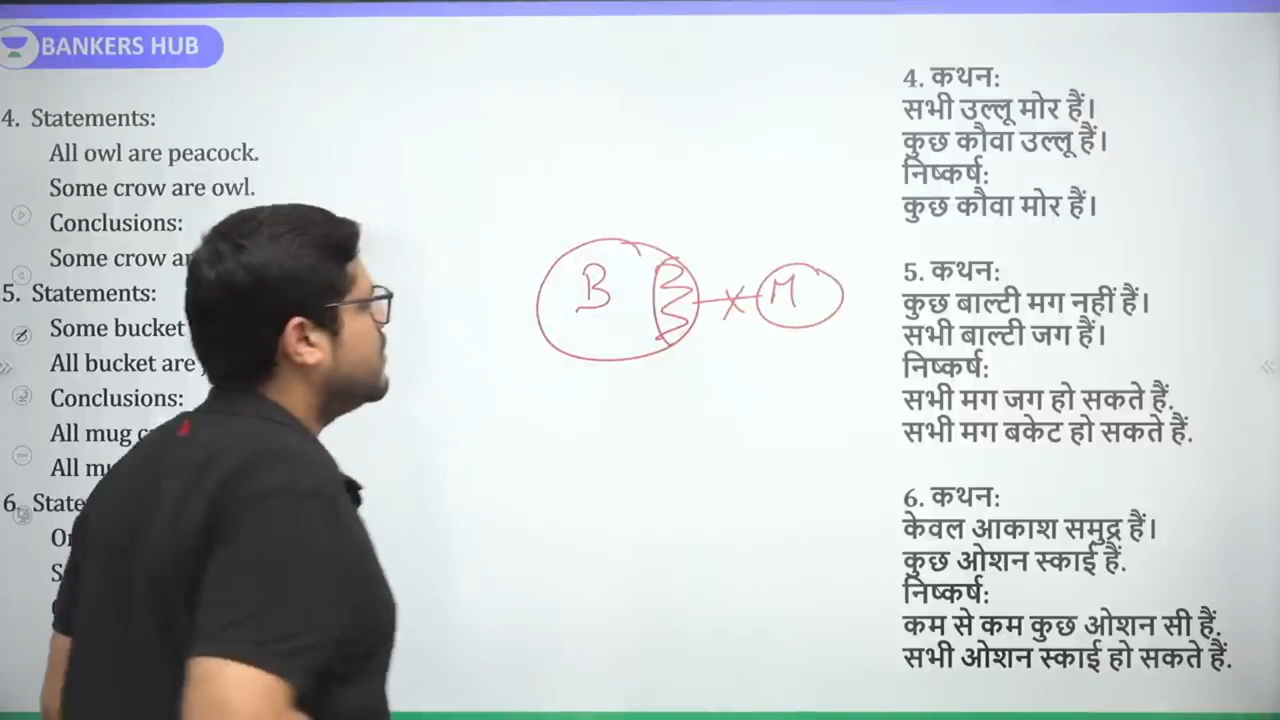 BANKERS HUB
4. Statements:
All owl are peacock.
Some crow are owl.
Conclusions:
Some crow
5. Statements:
Some bucket
All bucket are
Conclusions:
All mug
All
6.
B
M
4. कथन:
सभी उल्लू मोर हैं।
कुछ कौवा उल्लू हैं।
निष्कर्ष:
कुछ कौवा मोर हैं।
5. कथन:
कुछ बाल्टी मग नहीं हैं।
सभी बाल्टी जग हैं।
निष्कर्ष:
सभी मग जग हो सकते हैं.
सभी मग बकेट हो सकते हैं.
6. कथन:
केवल आकाश समुद्र हैं।
कुछ ओशन स्काई हैं.
निष्कर्ष:
कम से कम कुछ ओशन सी हैं.
सभी ओशन स्काई हो सकते हैं.